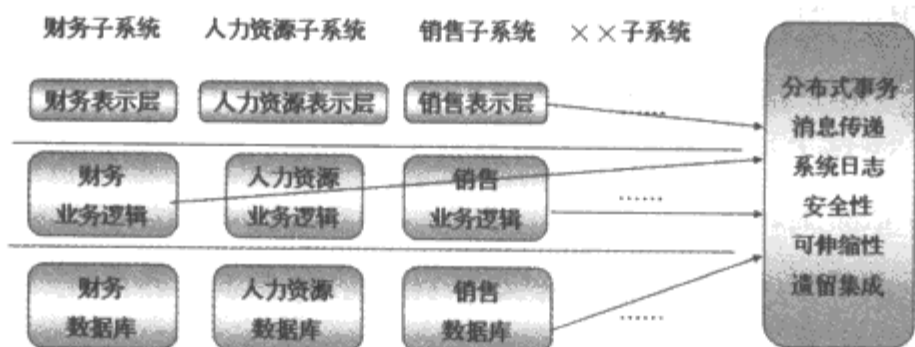 财务子系统 人力资源子系统 销售子系统 ××子系统
财务表示层 人力资源表示层 销售表示层 ……
财务 人力资源 销售
业务逻辑 业务逻辑 业务逻辑 ……
财务 人力资源 销售
数据库 数据库 数据库 ……
分布式事务
消息传递
系统日志
安全性
可伸缩性
遗留集成